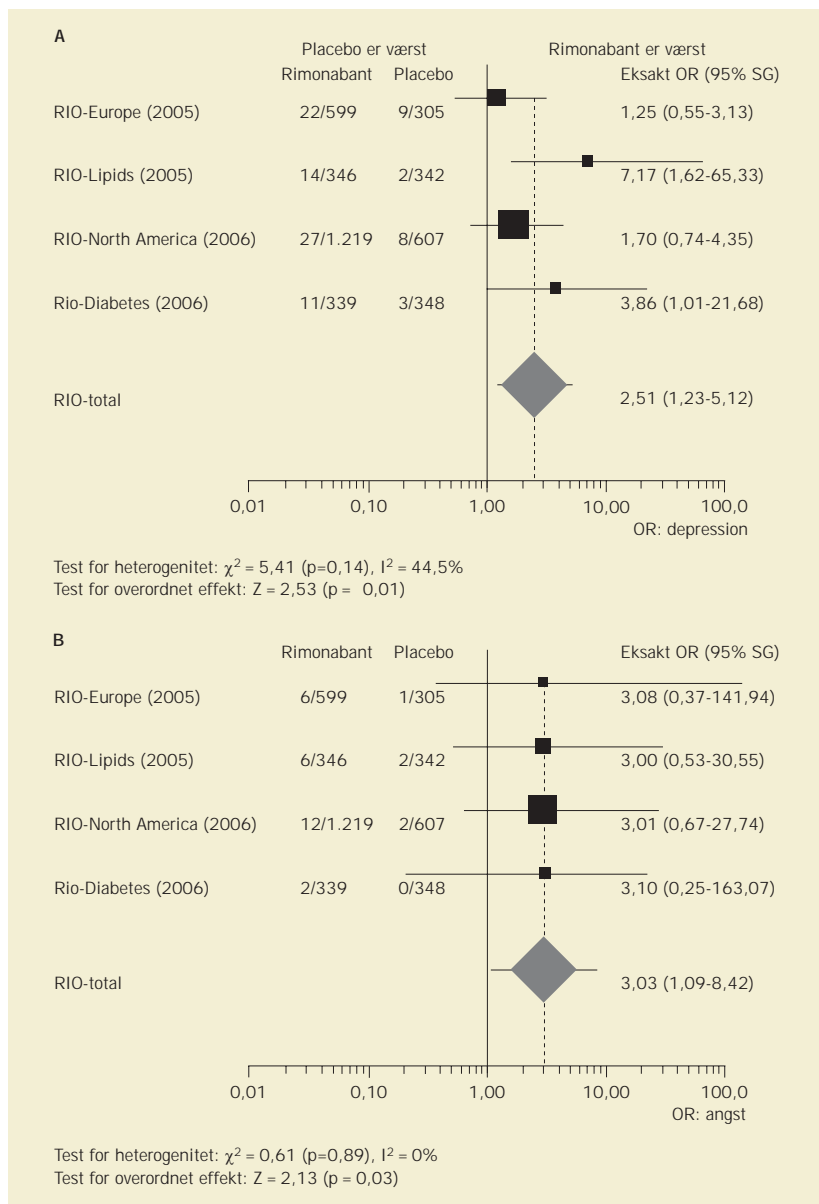 A
Placebo er værst Rimonabant er værst
Rimonabant Placebo Eksakt OR (95% SG)
RIO-Europe (2005) 22/599 9/305 1,25 (0,55-3,13)
RIO-Lipids (2005) 14/346 2/342 7,17 (1,62-65,33)
RIO-North America (2006) 27/1.219 8/607 1,70 (0,74-4,35)
Rio-Diabetes (2006) 11/339 3/348 3,86 (1,01-21,68)
RIO-total 2,51 (1,23-5,12)
0,01 0,10 1,00 10,00 100,0
OR: depression
Test for heterogenitet: χ² = 5,41 (p=0,14), I² = 44,5%
Test for overordnet effekt: Z = 2,53 (p = 0,01)
B
Rimonabant Placebo Eksakt OR (95% SG)
RIO-Europe (2005) 6/599 1/305 3,08 (0,37-141,94)
RIO-Lipids (2005) 6/346 2/342 3,00 (0,53-30,55)
RIO-North America (2006) 12/1.219 2/607 3,01 (0,67-27,74)
Rio-Diabetes (2006) 2/339 0/348 3,10 (0,25-163,07)
RIO-total 3,03 (1,09-8,42)
0,01 0,10 1,00 10,00 100,0
OR: angst
Test for heterogenitet: χ² = 0,61 (p=0,89), I² = 0%
Test for overordnet effekt: Z = 2,13 (p = 0,03)